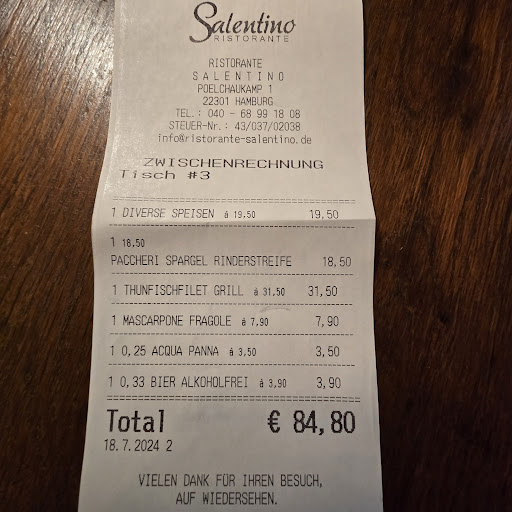 Salentino
RISTORANTE
RISTORANTE
SALENTINO
POELCHAUKAMP 1
22301 HAMBURG
TEL.: 040 - 68 99 18 08
STEUER-Nr.: 43/037/02038
info@ristorante-salentino.de
ZWISCHENRECHNUNG
Tisch #3
1 DIVERSE SPEISEN à 19,50 19,50
1 18,50
PACCHERI SPARGEL RINDERSTREIFE 18,50
1 THUNFISCHFILET GRILL à 31,50 31,50
1 MASCARPONE FRAGOLE à 7,90 7,90
1 0,25 ACQUA PANNA à 3,50 3,50
1 0,33 BIER ALKOHOLFREI à 3,90 3,90
Total € 84,80
18.7.2024 2
VIELEN DANK FÜR IHREN BESUCH,
AUF WIEDERSEHEN.